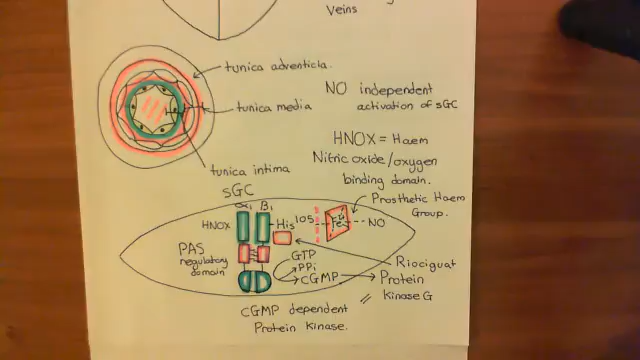 Veins
tunica adventicia.
NO independent
activation of sGC
tunica media
HNOX = Haem
Nitric oxide/oxygen
binding domain.
tunica intima
Prosthetic Haem
Group.
sGC
α1 β1
HNOX
His 105
Fe
NO
PAS
regulatory
domain
GTP
PPi
cGMP
Riociguat
Protein
Kinase G
cGMP dependent
Protein Kinase.